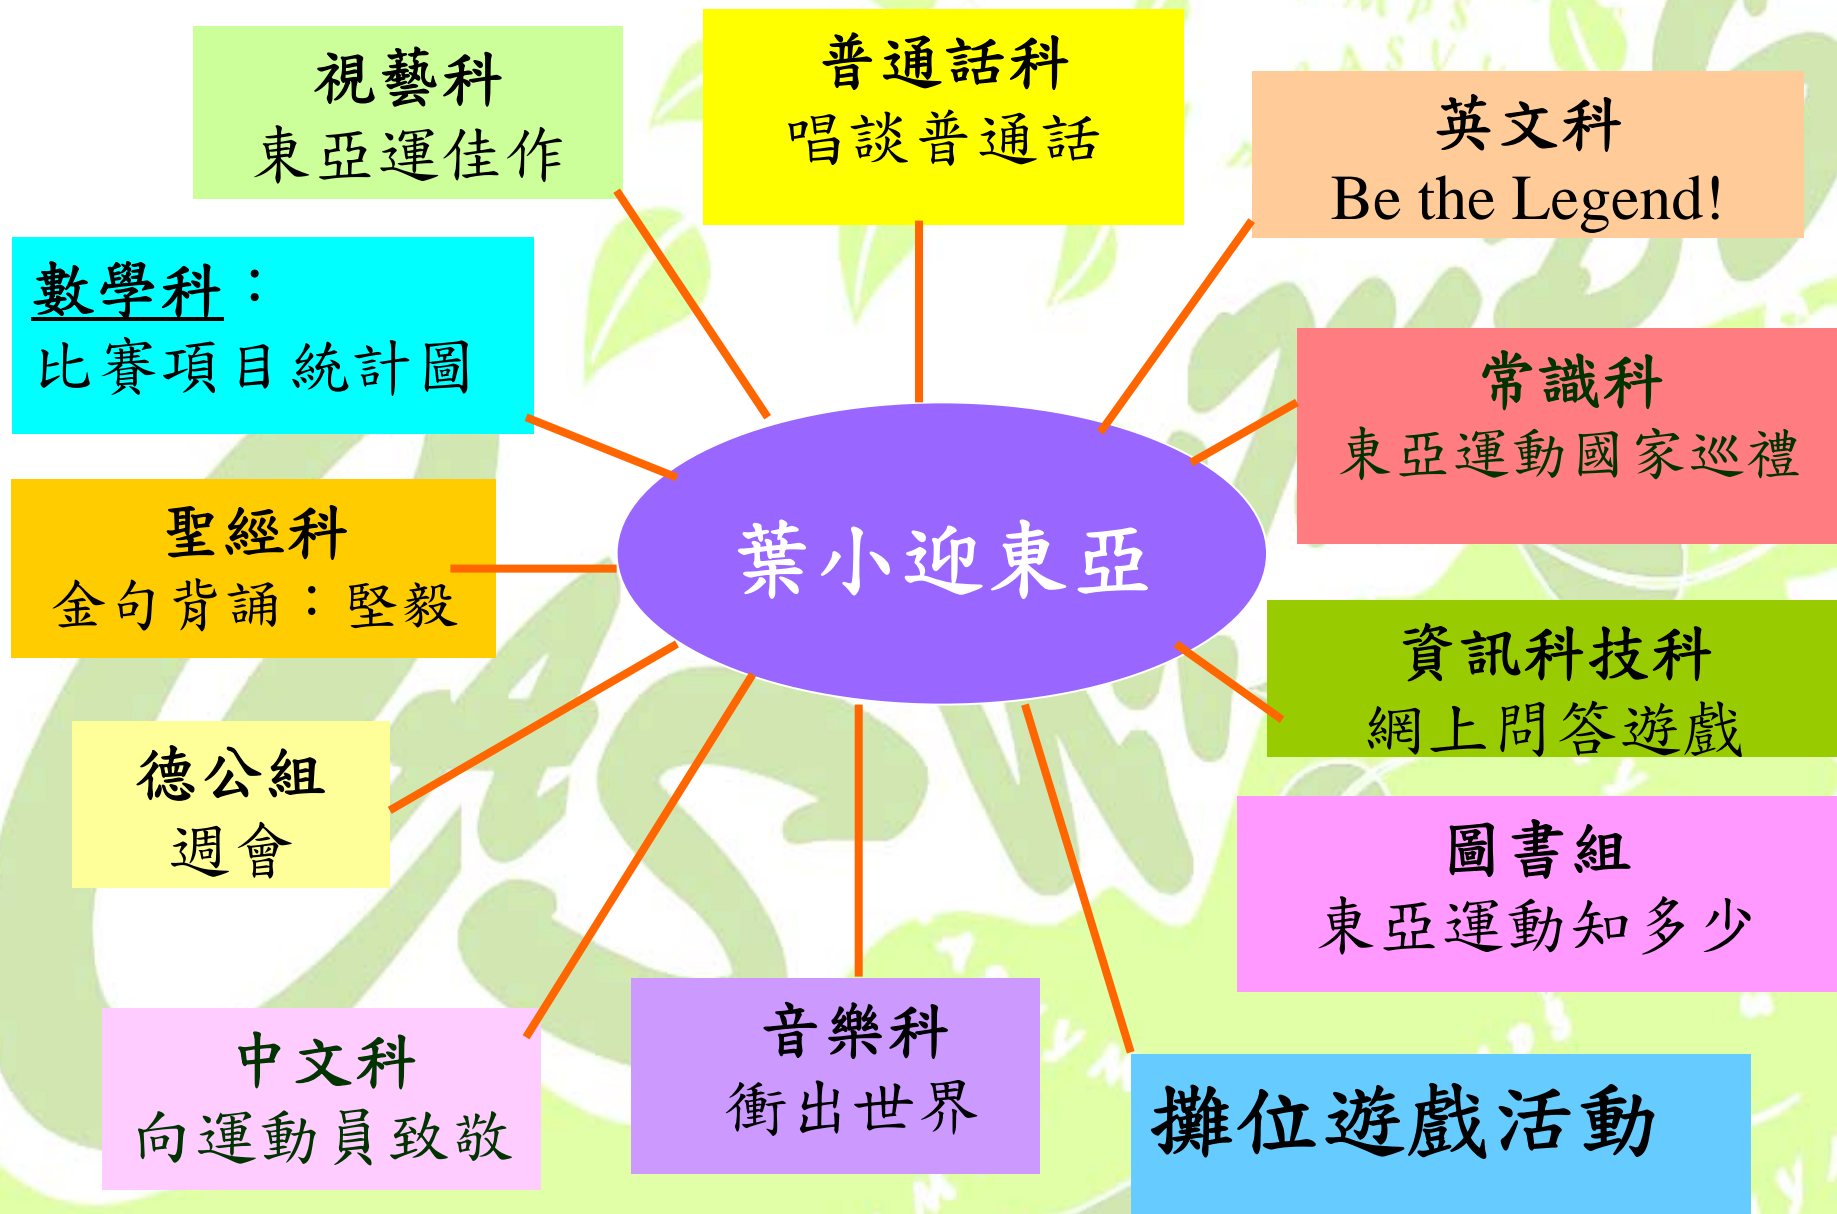 視藝科
東亞運佳作
普通話科
唱談普通話
英文科
Be the Legend!
數學科：
比賽項目統計圖
常識科
東亞運動國家巡禮
聖經科
金句背誦：堅毅
葉小迎東亞
資訊科技科
網上問答遊戲
德公組
週會
圖書組
東亞運動知多少
中文科
向運動員致敬
音樂科
衝出世界
攤位遊戲活動